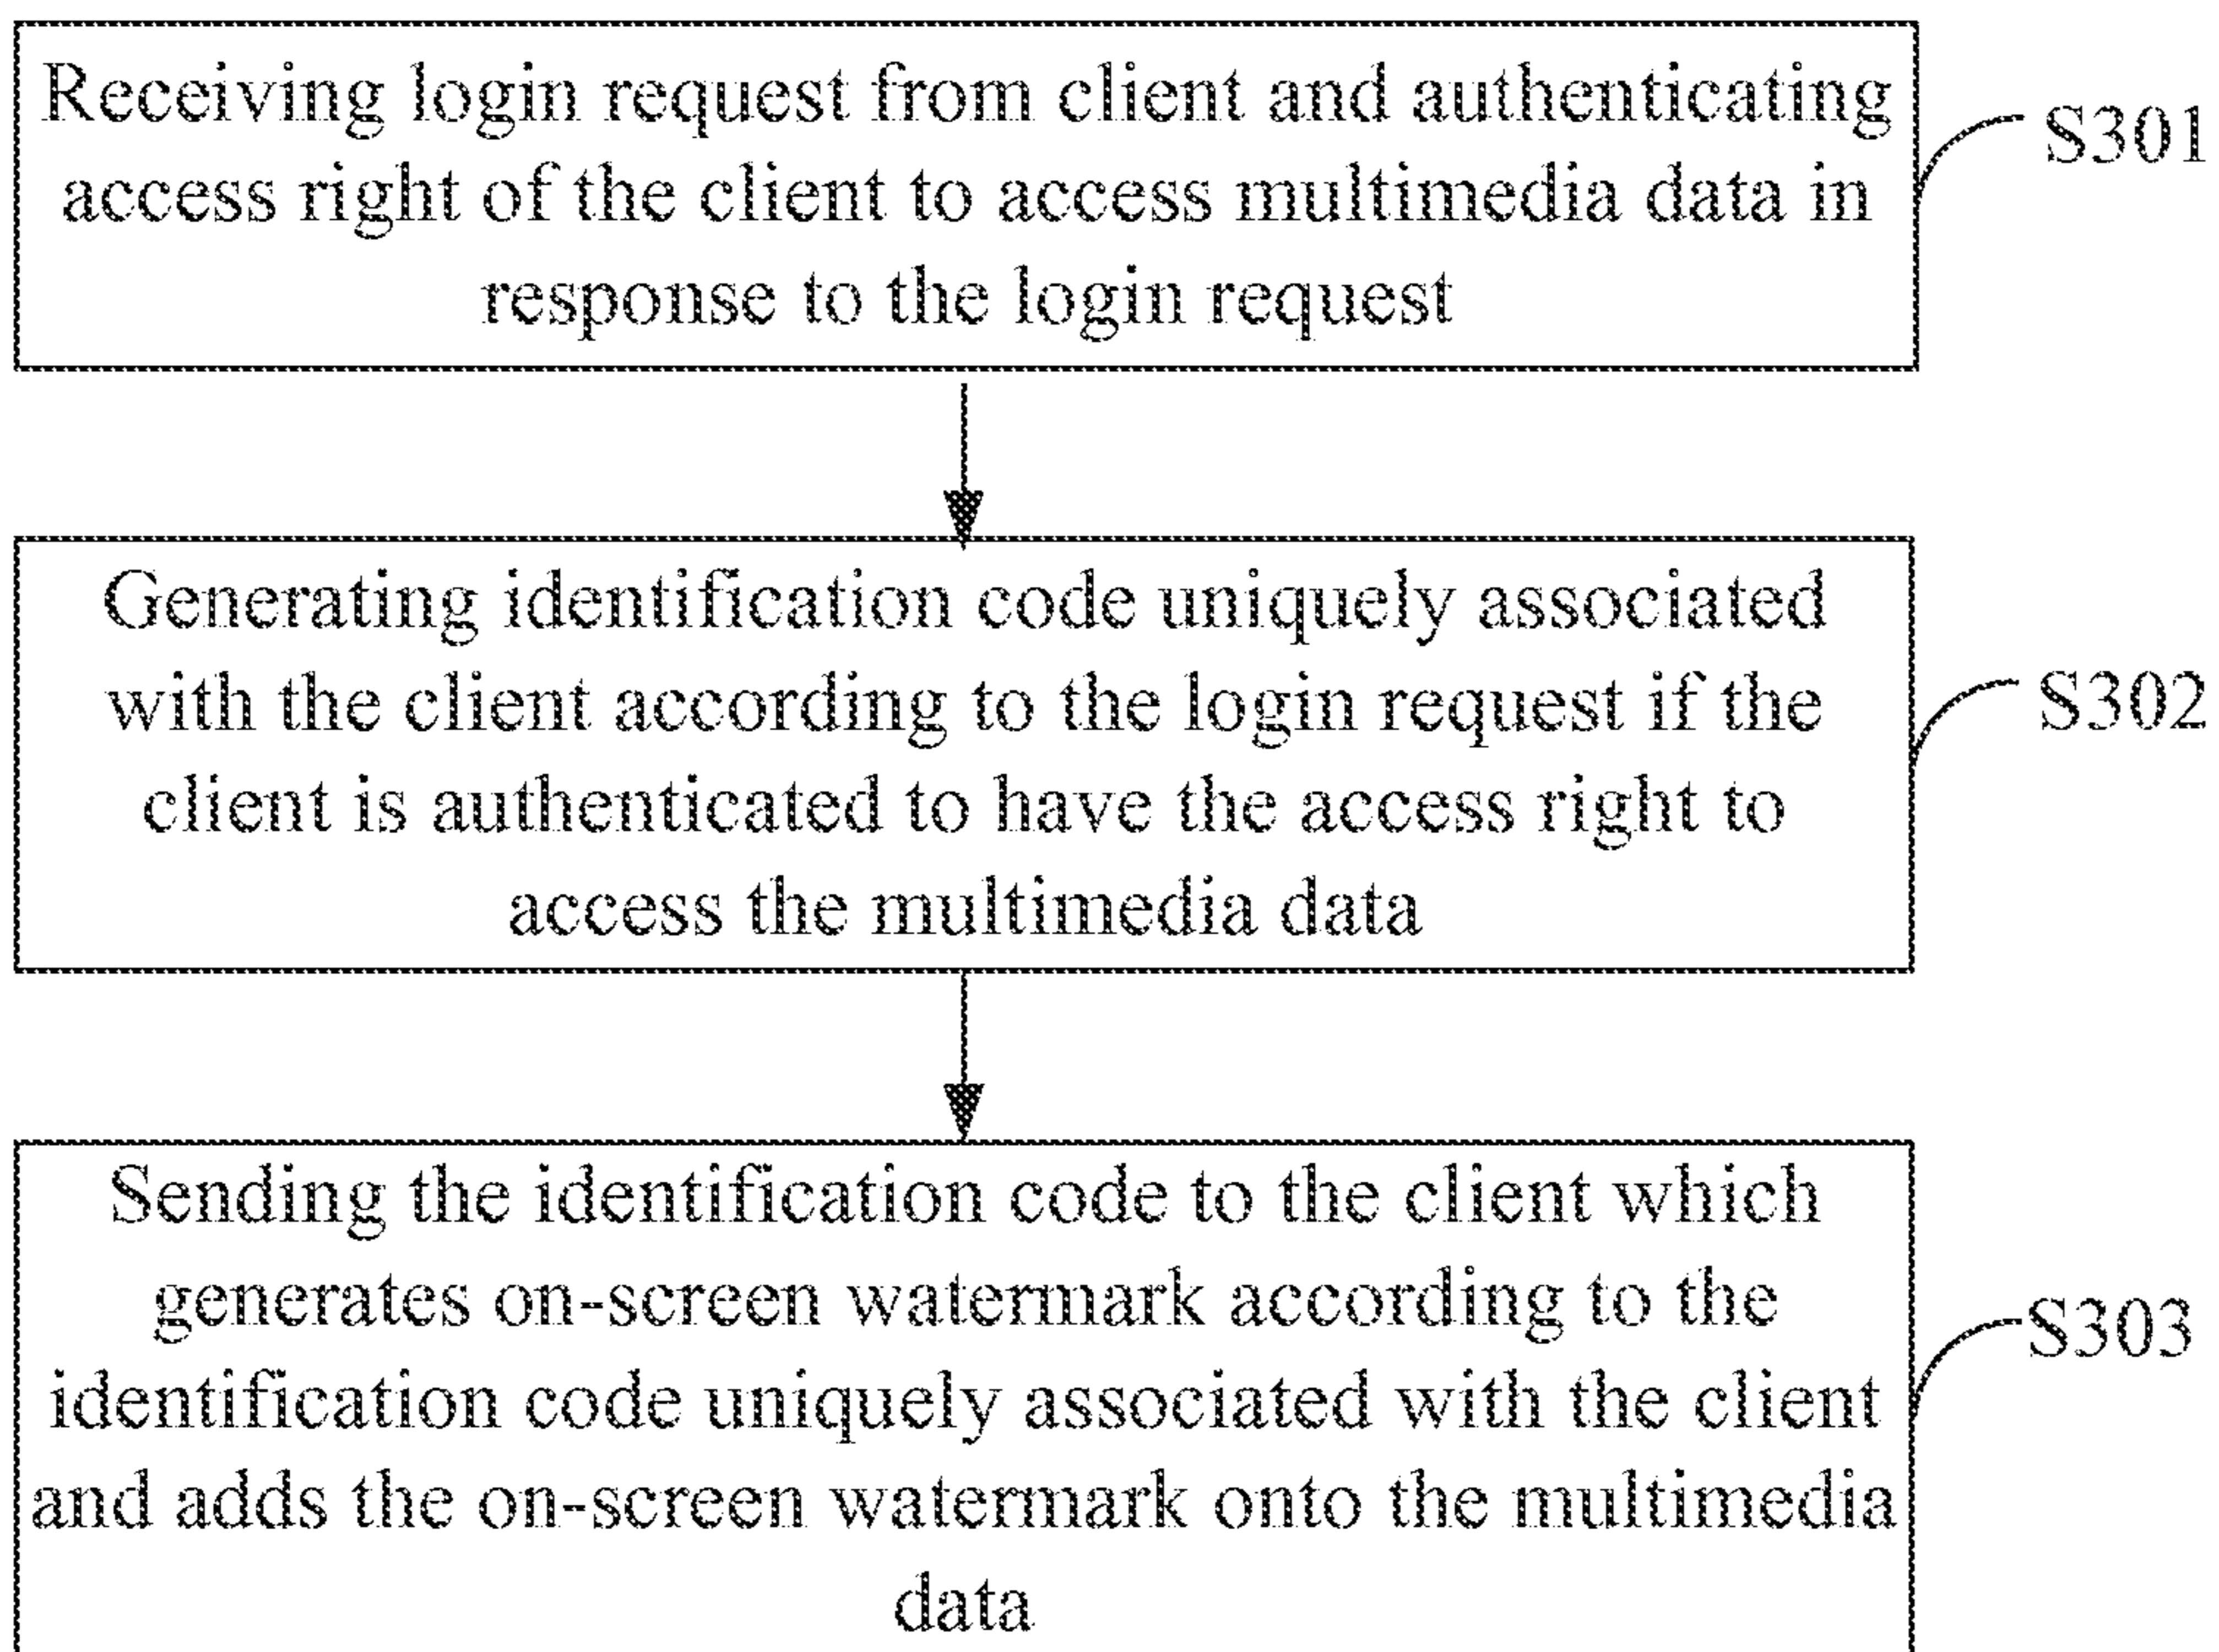 Receiving login request from client and authenticating
access right of the client to access multimedia data in
response to the login request
S301
Generating identification code uniquely associated
with the client according to the login request if the
client is authenticated to have the access right to
access the multimedia data
S302
Sending the identification code to the client which
generates on-screen watermark according to the
identification code uniquely associated with the client
and adds the on-screen watermark onto the multimedia
data
S303